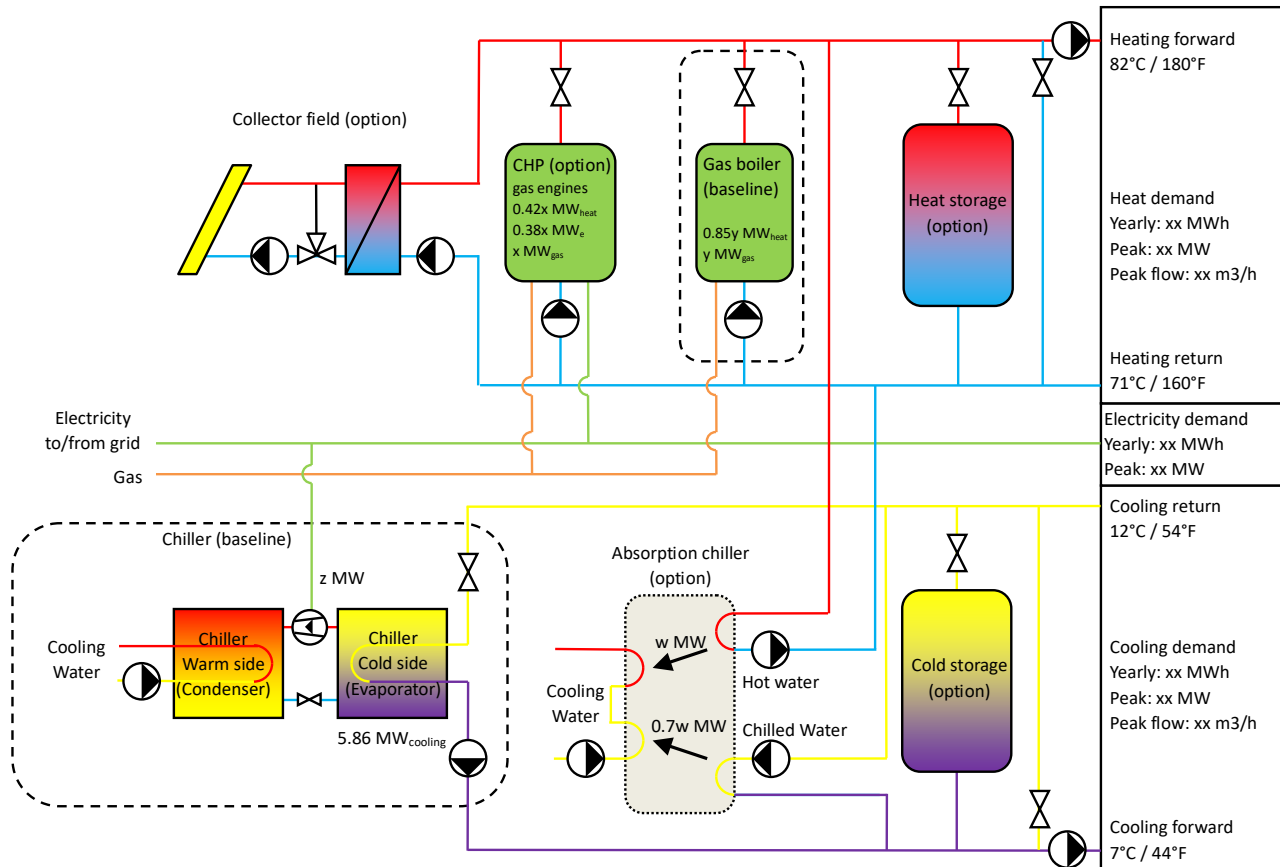 Heating forward
82°C / 180°F
Collector field (option)
CHP (option)
gas engines
0.42x MWheat
0.38x MWe
x MWgas
Gas boiler
(baseline)
0.85y MWheat
y MWgas
Heat storage
(option)
Heat demand
Yearly: xx MWh
Peak: xx MW
Peak flow: xx m3/h
Heating return
71°C / 160°F
Electricity
to/from grid
Gas
Electricity demand
Yearly: xx MWh
Peak: xx MW
Cooling return
12°C / 54°F
Chiller (baseline)
z MW
Cooling
Water
Chiller
Warm side
(Condenser)
Chiller
Cold side
(Evaporator)
5.86 MWcooling
Absorption chiller
(option)
w MW
Hot water
Cooling
Water
0.7w MW
Chilled Water
Cold storage
(option)
Cooling demand
Yearly: xx MWh
Peak: xx MW
Peak flow: xx m3/h
Cooling forward
7°C / 44°F